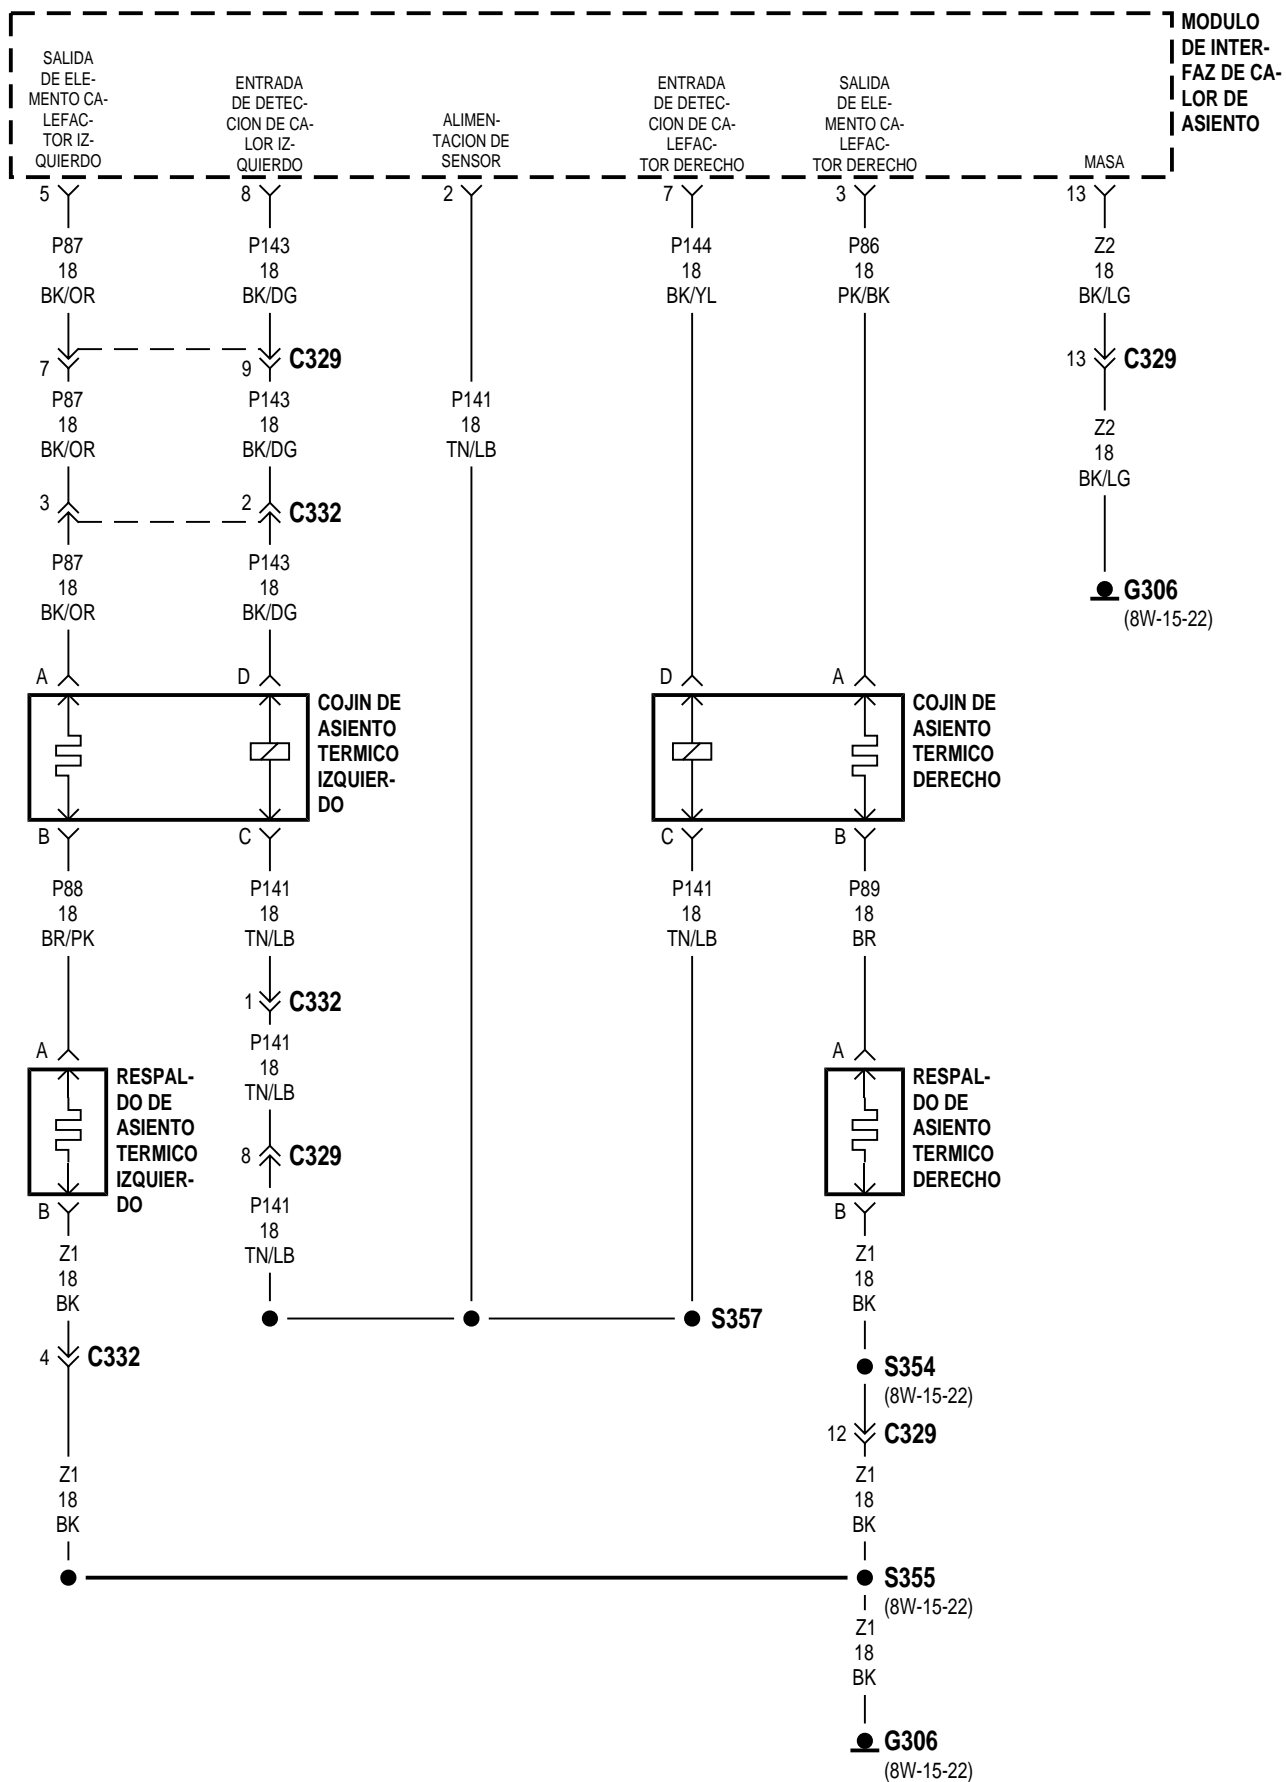 MODULO
DE INTER-
FAZ DE CA-
LOR DE
ASIENTO
SALIDA
DE ELE-
MENTO CA-
LEFAC-
TOR IZ-
QUIERDO
ENTRADA
DE DETEC-
CION DE CA-
LOR IZ-
QUIERDO
ALIMEN-
TACION DE
SENSOR
ENTRADA
DE DETEC-
CION DE CA-
LEFAC-
TOR DERECHO
SALIDA
DE ELE-
MENTO CA-
LEFAC-
TOR DERECHO
MASA
5 8 2 7 3 13
P87 P143 P144 P86 Z2
18 18 18 18 18
BK/OR BK/DG BK/YL PK/BK BK/LG
7 9 C329 13 C329
P87 P143 P141
18 18 18
BK/OR BK/DG TN/LB
Z2
18
BK/LG
3 2 C332
P87 P143
18 18
BK/OR BK/DG
G306
(8W-15-22)
A D D A
COJIN DE
ASIENTO
TERMICO
IZQUIER-
DO
COJIN DE
ASIENTO
TERMICO
DERECHO
B C C B
P88 P141 P141 P89
18 18 18 18
BR/PK TN/LB TN/LB BR
1 C332
P141
18
TN/LB
A A
RESPAL-
DO DE
ASIENTO
TERMICO
IZQUIER-
DO
8 C329
RESPAL-
DO DE
ASIENTO
TERMICO
DERECHO
B B
P141
18
TN/LB
Z1 Z1
18 18
BK BK
S357
4 C332
S354
(8W-15-22)
12 C329
Z1 Z1
18 18
BK BK
S355
(8W-15-22)
Z1
18
BK
G306
(8W-15-22)